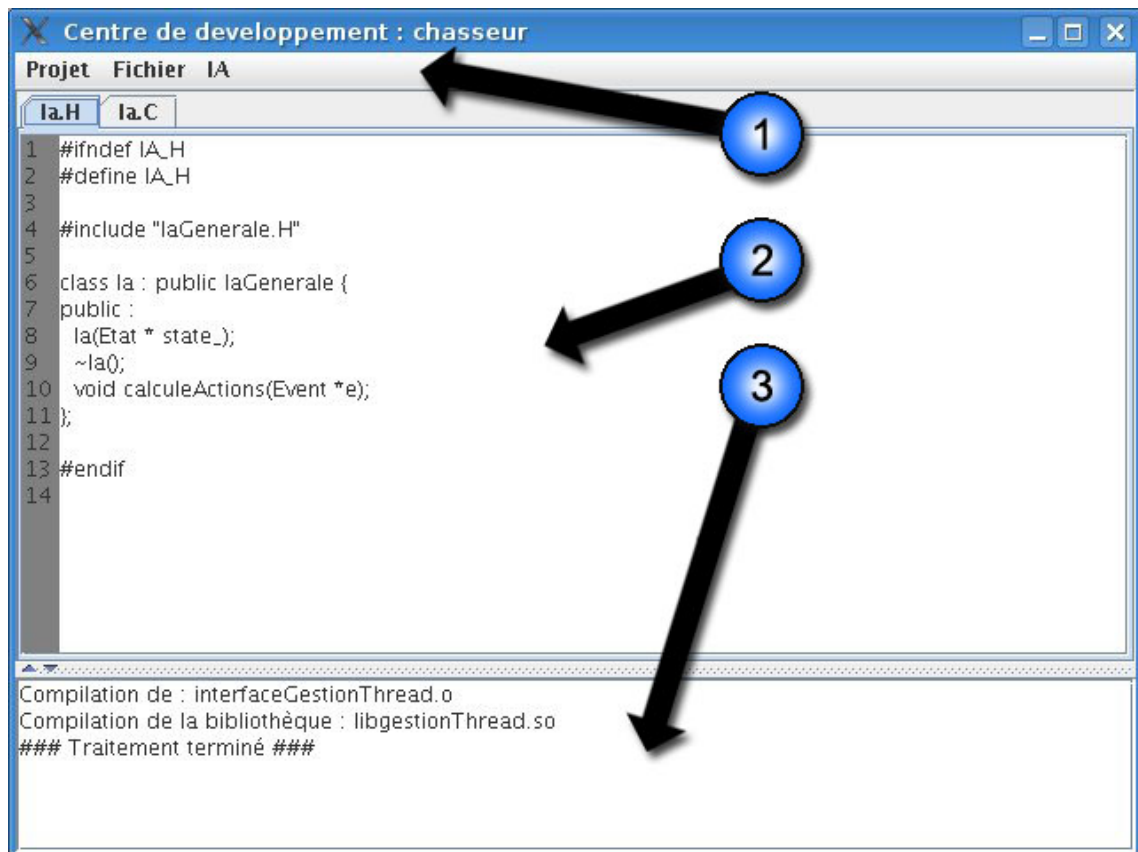 Centre de developpement : chasseur
Projet Fichier IA
Ia.H Ia.C
1 #ifndef IA_H
2 #define IA_H
3
4 #include "IaGenerale.H"
5
6 class Ia : public IaGenerale {
7 public :
8 Ia(Etat * state_);
9 ~Ia();
10 void calculeActions(Event *e);
11 };
12
13 #endif
14
1
2
3
Compilation de : interfaceGestionThread.o
Compilation de la bibliothèque : libgestionThread.so
### Traitement terminé ###